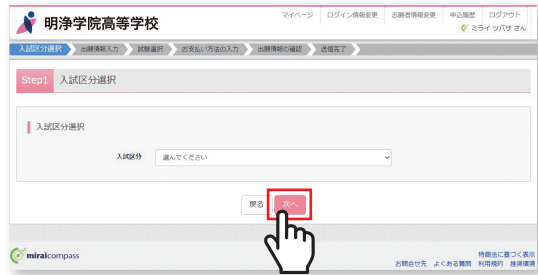 明浄学院高等学校
マイページ ログイン情報変更 志願者情報変更 申込履歴 ログアウト
ミライ ツバサ さん
入試区分選択 出願情報入力 試験選択 お支払い方法の入力 出願情報の確認 送信完了
Step1 入試区分選択
入試区分選択
入試区分 選んでください
戻る 次へ
miraicompass
特商法に基づく表示
お問合せ先 よくある質問 利用規約 推奨環境